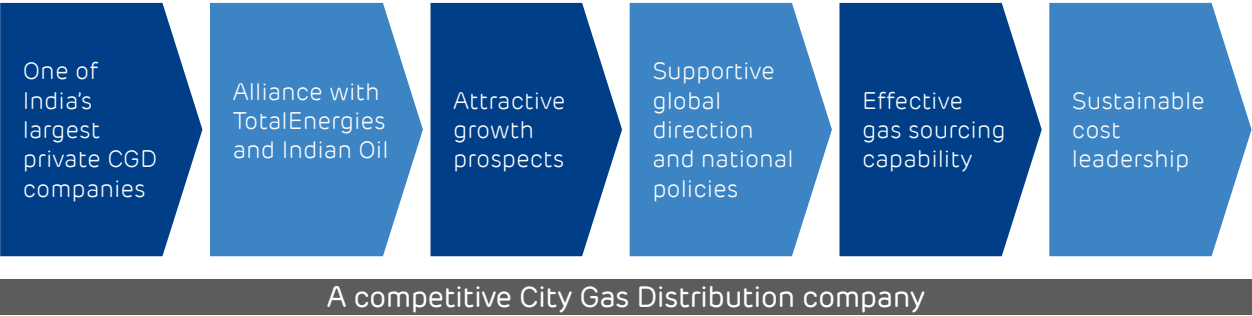 One of
India's
largest
private CGD
companies
Alliance with
TotalEnergies
and Indian Oil
Attractive
growth
prospects
Supportive
global
direction
and national
policies
Effective
gas sourcing
capability
Sustainable
cost
leadership
A competitive City Gas Distribution company